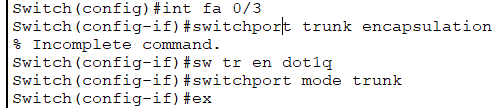 Switch(config)#int fa 0/3
Switch(config-if)#switchport trunk encapsulation
% Incomplete command.
Switch(config-if)#sw tr en dot1q
Switch(config-if)#switchport mode trunk
Switch(config-if)#ex